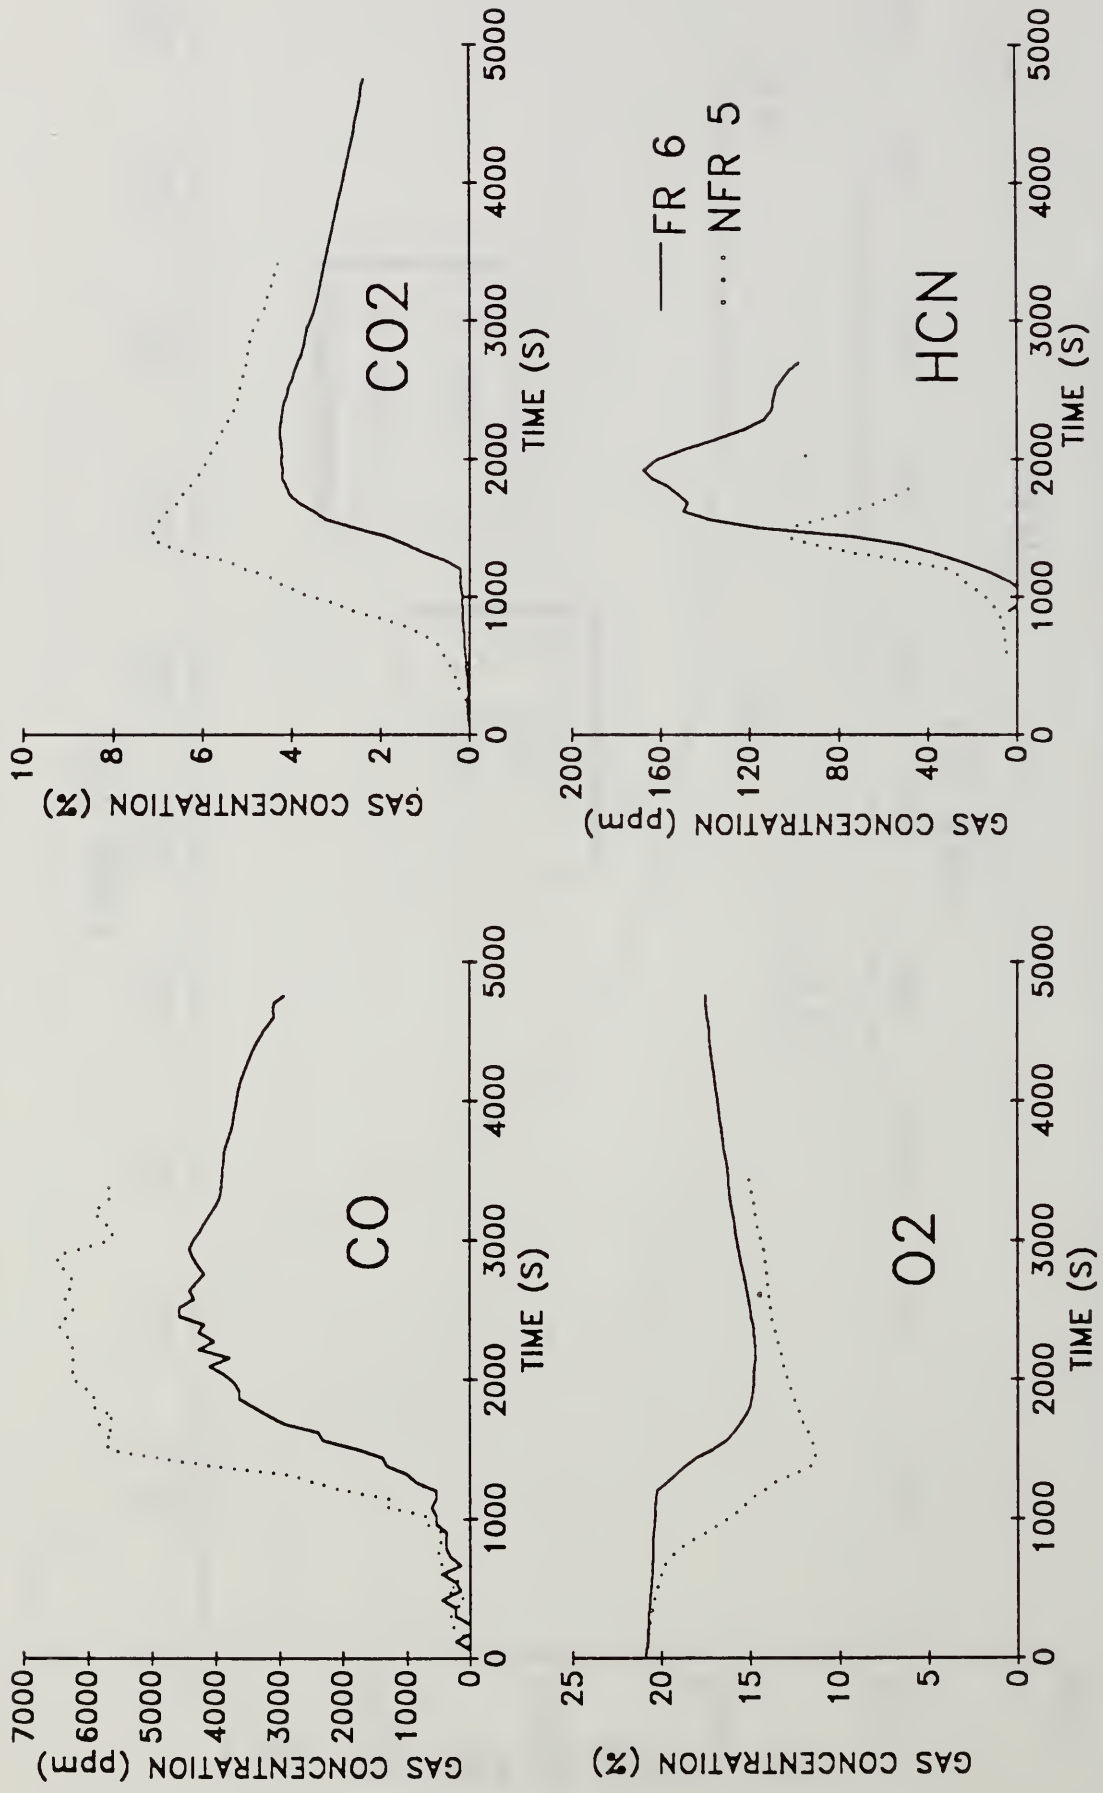 GAS CONCENTRATION (ppm)
7000
6000
5000
4000
3000
2000
1000
0
0 1000 2000 3000 4000 5000
TIME (S)
CO
GAS CONCENTRATION (%)
10
8
6
4
2
0
0 1000 2000 3000 4000 5000
TIME (S)
CO2
GAS CONCENTRATION (%)
25
20
15
10
5
0
0 1000 2000 3000 4000 5000
TIME (S)
O2
GAS CONCENTRATION (ppm)
200
160
120
80
40
0
0 1000 2000 3000 4000 5000
TIME (S)
HCN
FR 6
NFR 5